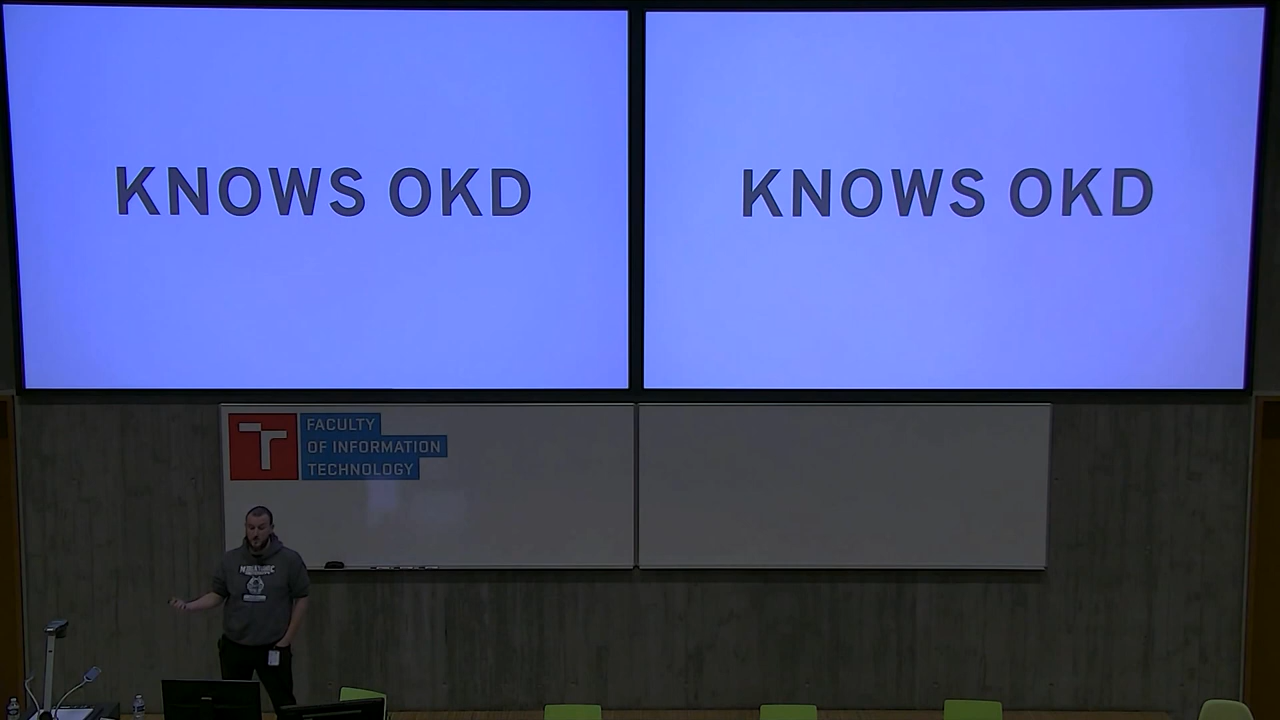 KNOWS OKD
KNOWS OKD
FACULTY
OF INFORMATION
TECHNOLOGY